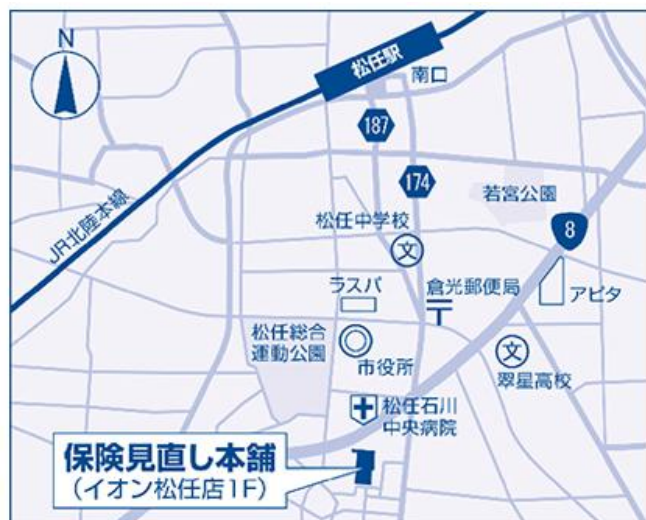 N
松任駅
南口
187
JR北陸本線
174
若宮公園
8
松任中学校
文
ラスパ
倉光郵便局
アピタ
松任総合
運動公園
市役所
文
翠星高校
松任石川
中央病院
保険見直し本舗
(イオン松任店1F)